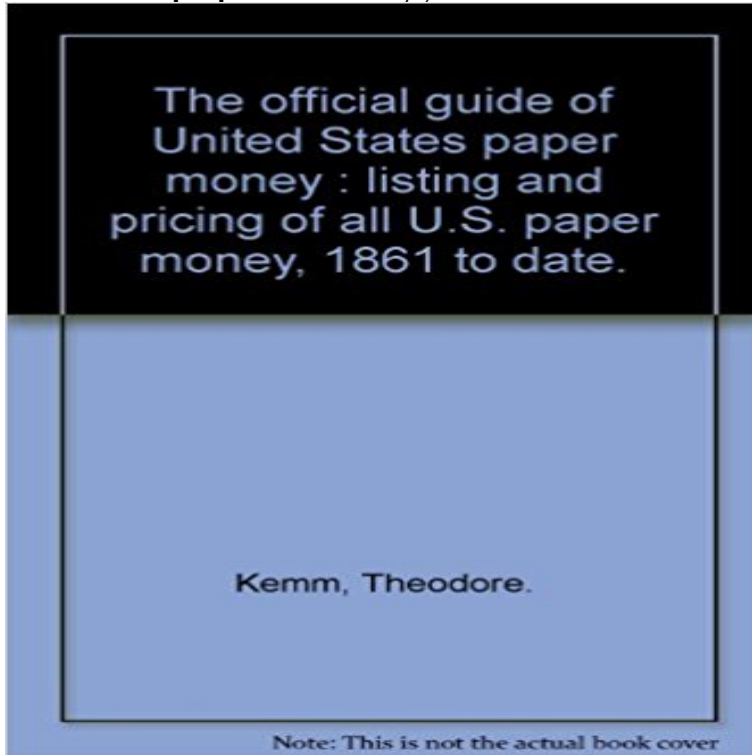 The official guide of
United States paper
money : listing and
pricing of all U.S. paper
money, 1861 to date.
Kemm, Theodore.
Note: This is not the actual book cover